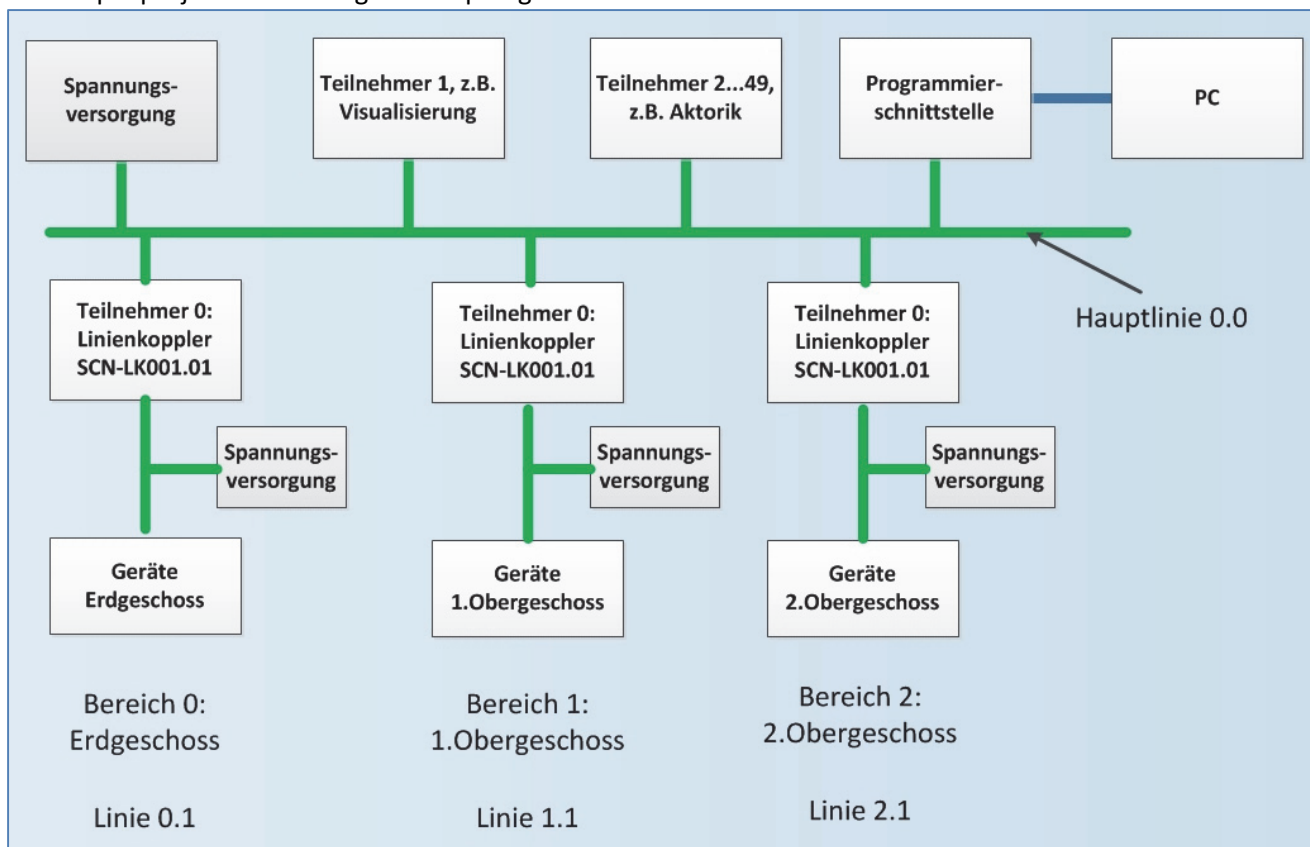 Spannungs-
versorgung
Teilnehmer 1, z.B.
Visualisierung
Teilnehmer 2...49,
z.B. Aktorik
Programmier-
schnittstelle
PC
Hauptlinie 0.0
Teilnehmer 0:
Linienkoppler
SCN-LK001.01
Teilnehmer 0:
Linienkoppler
SCN-LK001.01
Teilnehmer 0:
Linienkoppler
SCN-LK001.01
Spannungs-
versorgung
Spannungs-
versorgung
Spannungs-
versorgung
Geräte
Erdgeschoss
Geräte
1.Obergeschoss
Geräte
2.Obergeschoss
Bereich 0:
Erdgeschoss
Bereich 1:
1.Obergeschoss
Bereich 2:
2.Obergeschoss
Linie 0.1
Linie 1.1
Linie 2.1